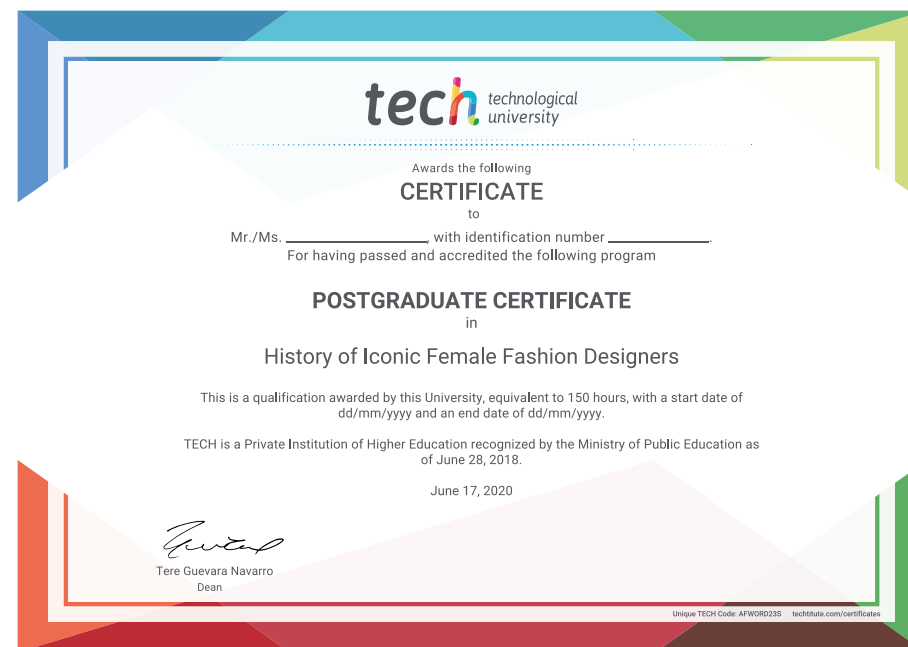 tech technological
university
Awards the following
CERTIFICATE
to
Mr./Ms. ____________, with identification number ____________.
For having passed and accredited the following program
POSTGRADUATE CERTIFICATE
in
History of Iconic Female Fashion Designers
This is a qualification awarded by this University, equivalent to 150 hours, with a start date of
dd/mm/yyyy and an end date of dd/mm/yyyy.
TECH is a Private Institution of Higher Education recognized by the Ministry of Public Education as
of June 28, 2018.
June 17, 2020
Tere Guevara Navarro
Dean
Unique TECH Code: AFWORD23S techtitute.com/certificates